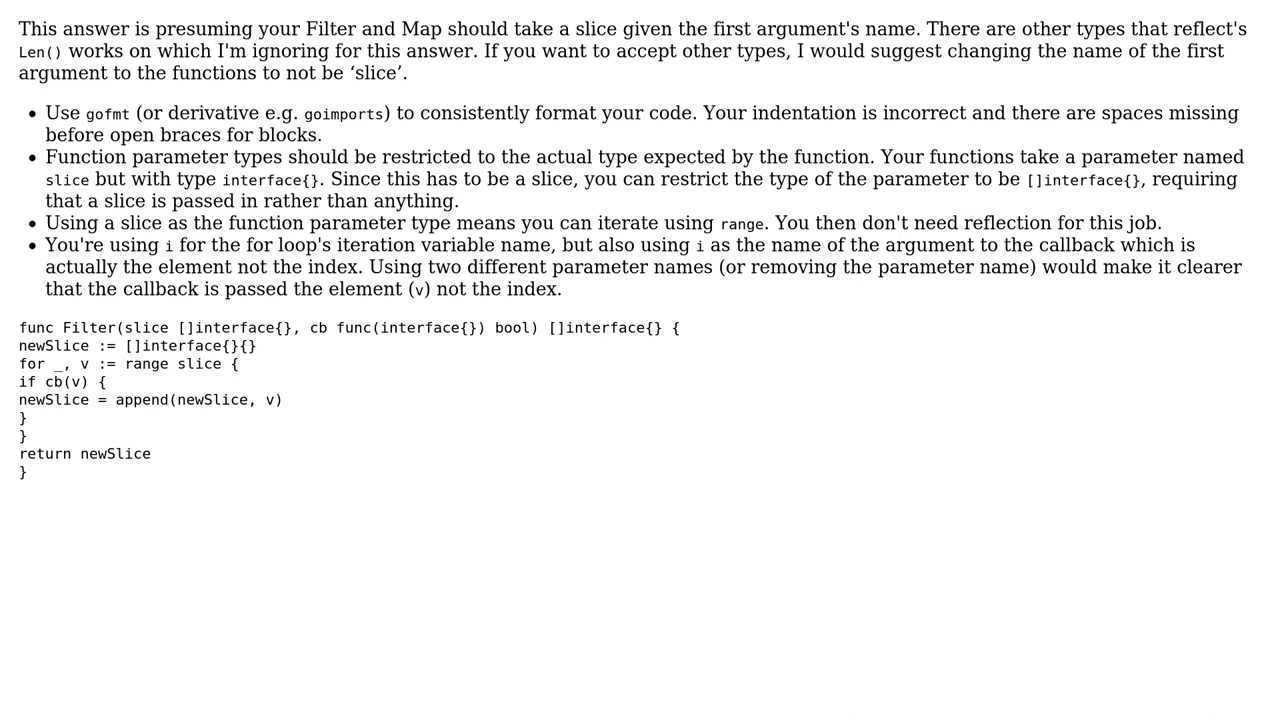 This answer is presuming your Filter and Map should take a slice given the first argument's name. There are other types that reflect's
Len() works on which I'm ignoring for this answer. If you want to accept other types, I would suggest changing the name of the first
argument to the functions to not be ‘slice’.
• Use gofmt (or derivative e.g. goimports) to consistently format your code. Your indentation is incorrect and there are spaces missing
before open braces for blocks.
• Function parameter types should be restricted to the actual type expected by the function. Your functions take a parameter named
slice but with type interface{}. Since this has to be a slice, you can restrict the type of the parameter to be []interface{}, requiring
that a slice is passed in rather than anything.
• Using a slice as the function parameter type means you can iterate using range. You then don't need reflection for this job.
• You're using i for the for loop's iteration variable name, but also using i as the name of the argument to the callback which is
actually the element not the index. Using two different parameter names (or removing the parameter name) would make it clearer
that the callback is passed the element (v) not the index.
func Filter(slice []interface{}, cb func(interface{}) bool) []interface{} {
newSlice := []interface{}{}
for _, v := range slice {
if cb(v) {
newSlice = append(newSlice, v)
}
}
return newSlice
}